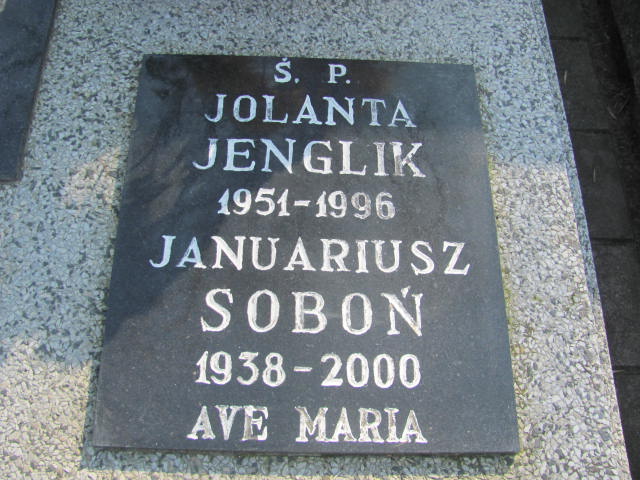 Ś. P.
JOLANTA
JENGLIK
1951-1996
JANUARIUSZ
SOBOŃ
1938-2000
AVE MARIA